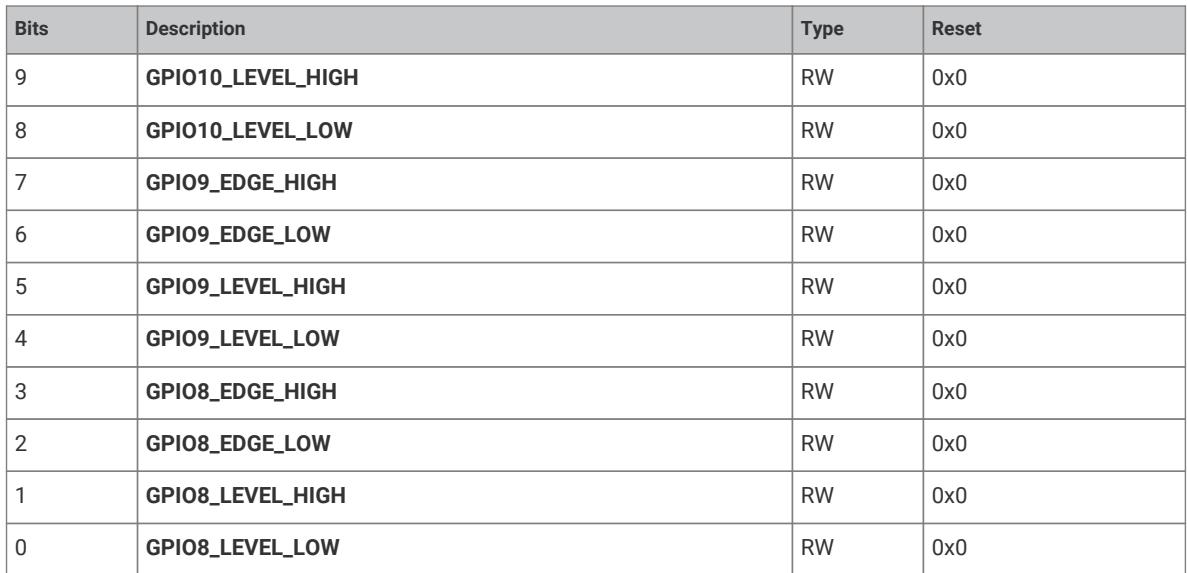 Bits Description Type Reset
9 GPIO10_LEVEL_HIGH RW 0x0
8 GPIO10_LEVEL_LOW RW 0x0
7 GPIO9_EDGE_HIGH RW 0x0
6 GPIO9_EDGE_LOW RW 0x0
5 GPIO9_LEVEL_HIGH RW 0x0
4 GPIO9_LEVEL_LOW RW 0x0
3 GPIO8_EDGE_HIGH RW 0x0
2 GPIO8_EDGE_LOW RW 0x0
1 GPIO8_LEVEL_HIGH RW 0x0
0 GPIO8_LEVEL_LOW RW 0x0